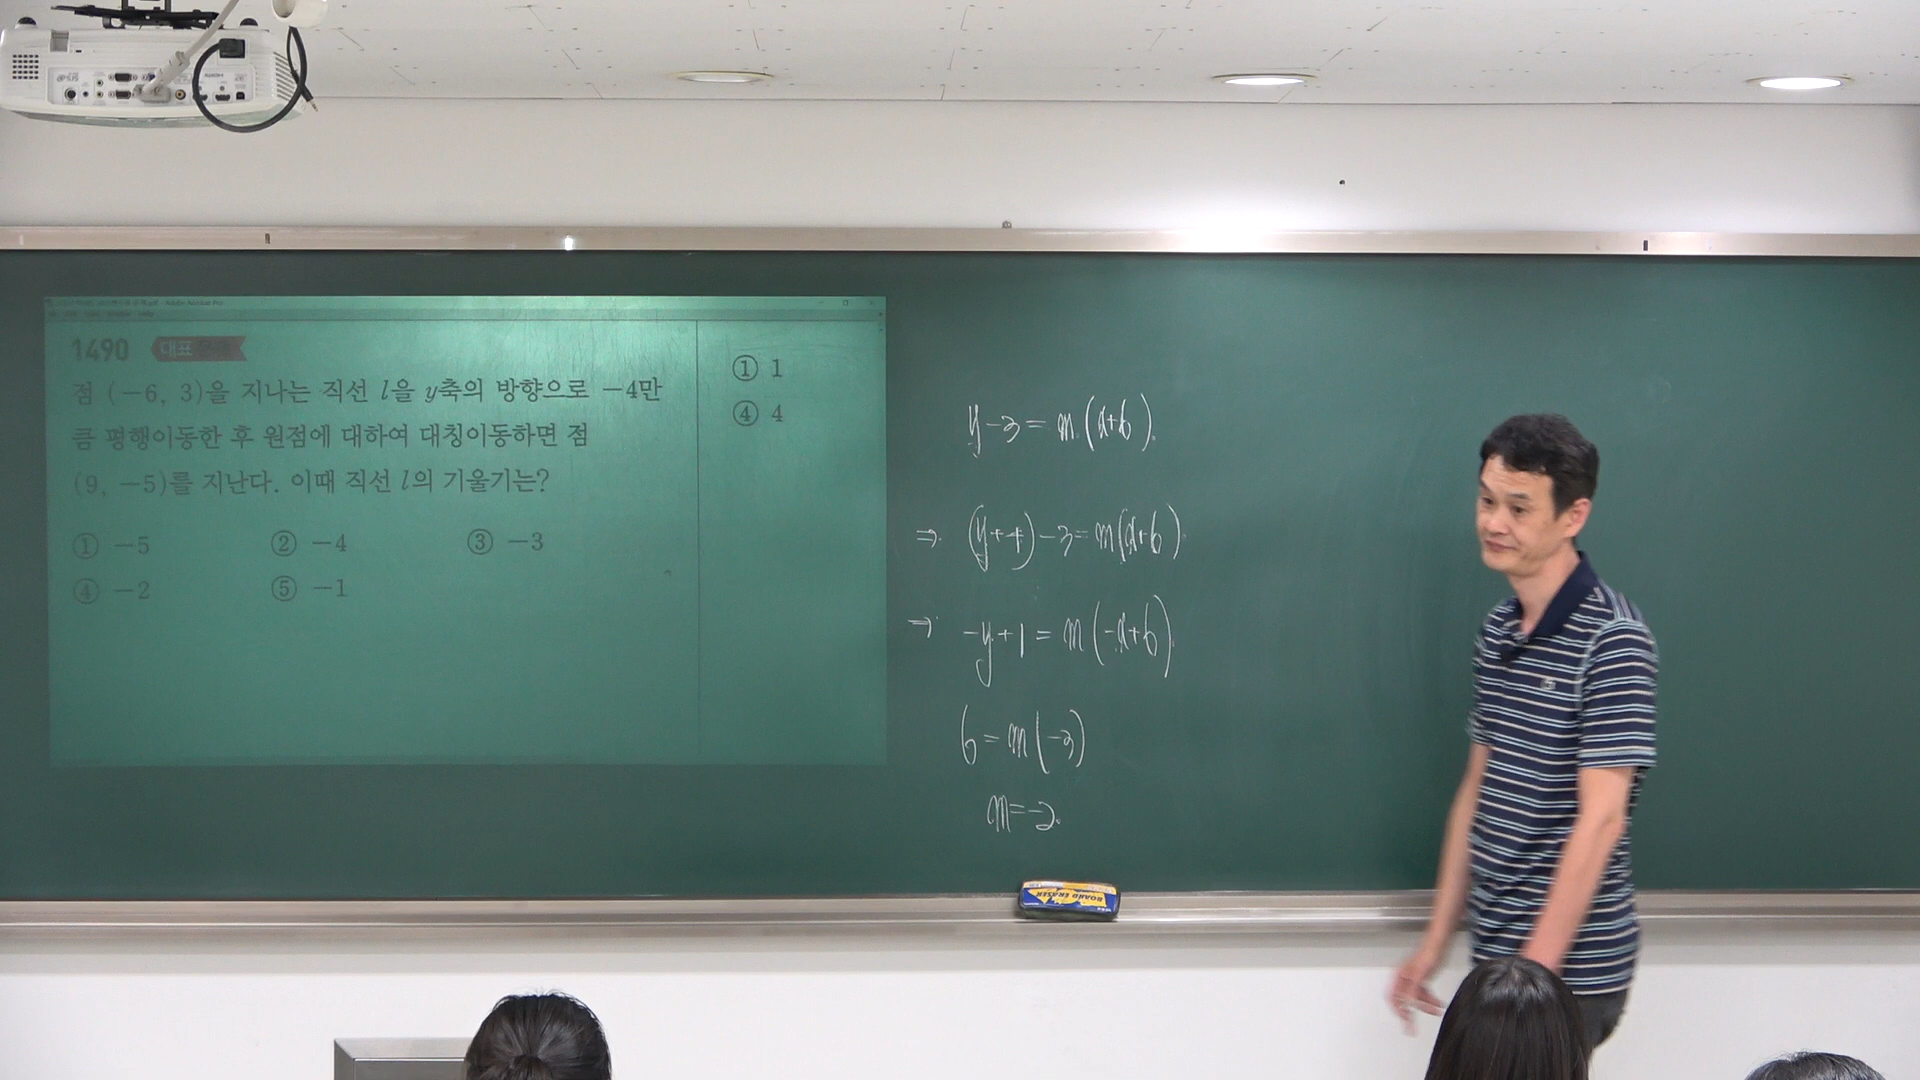 1490 대표
점 (−6, 3)을 지나는 직선 l을 y축의 방향으로 −4만
큼 평행이동한 후 원점에 대하여 대칭이동하면 점
(9, −5)를 지난다. 이때 직선 l의 기울기는?
① −5 ② −4 ③ −3
④ −2 ⑤ −1
① 1
④ 4
y−3=m(x+6).
⇒ (y+4)−3=m(x+6).
⇒ −y+1=m(−x+6).
6=m(−3)
m=−2.
BOARD ERASER